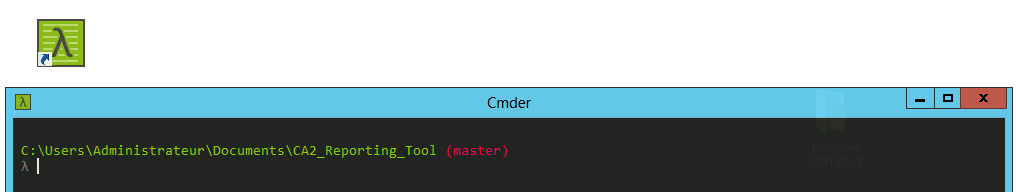 λ
λ Cmder
C:\Users\Administrateur\Documents\CA2_Reporting_Tool (master)
λ